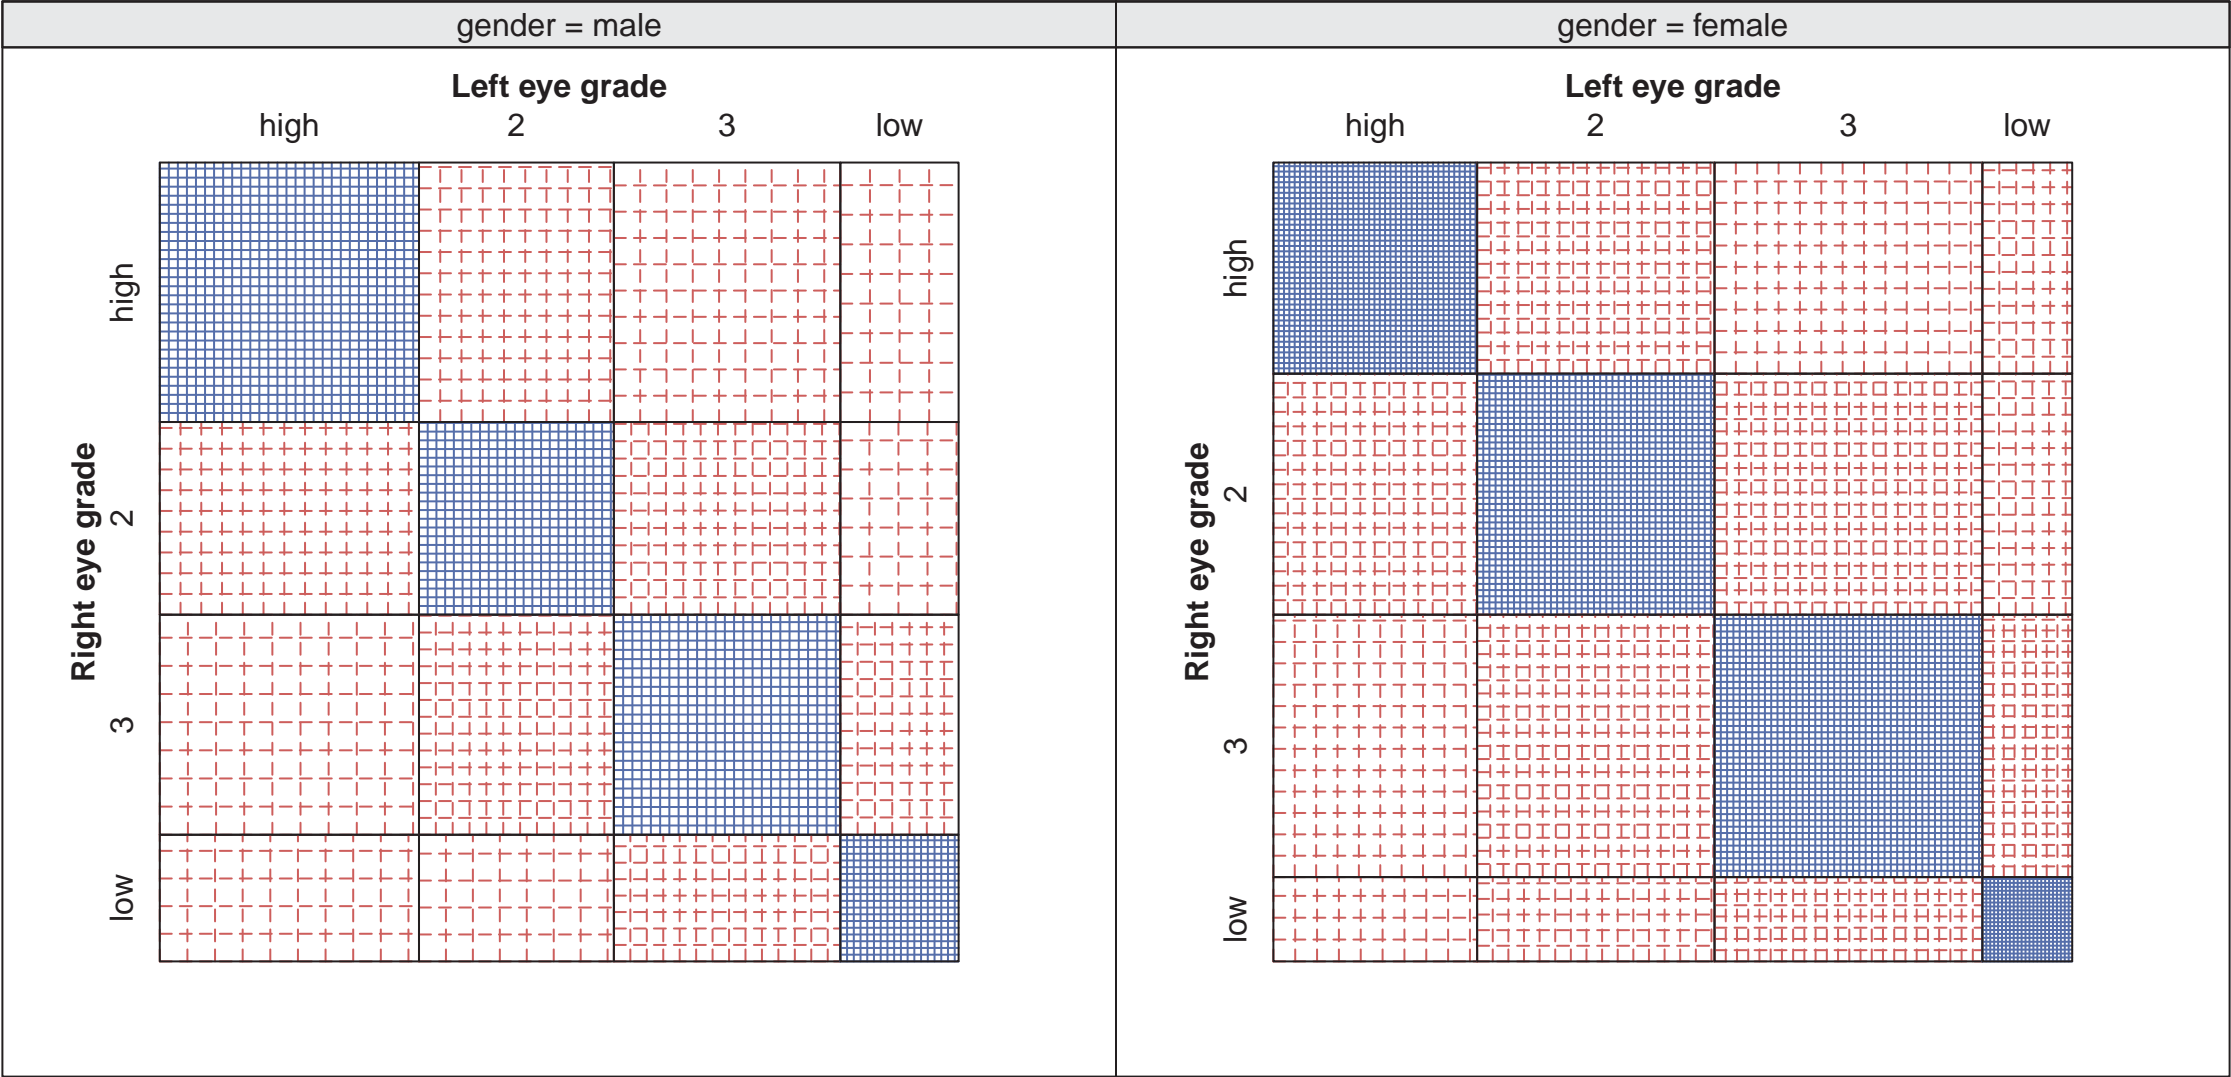 gender = male
Left eye grade
high 2 3 low
Right eye grade
high
2
3
low
gender = female
Left eye grade
high 2 3 low
Right eye grade
high
2
3
low